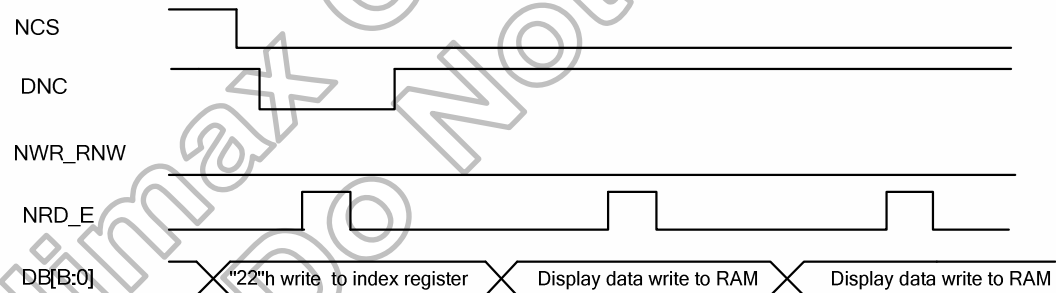 NCS
DNC
NWR_RNW
NRD_E
DB[B:0] "22"h write to index register Display data write to RAM Display data write to RAM